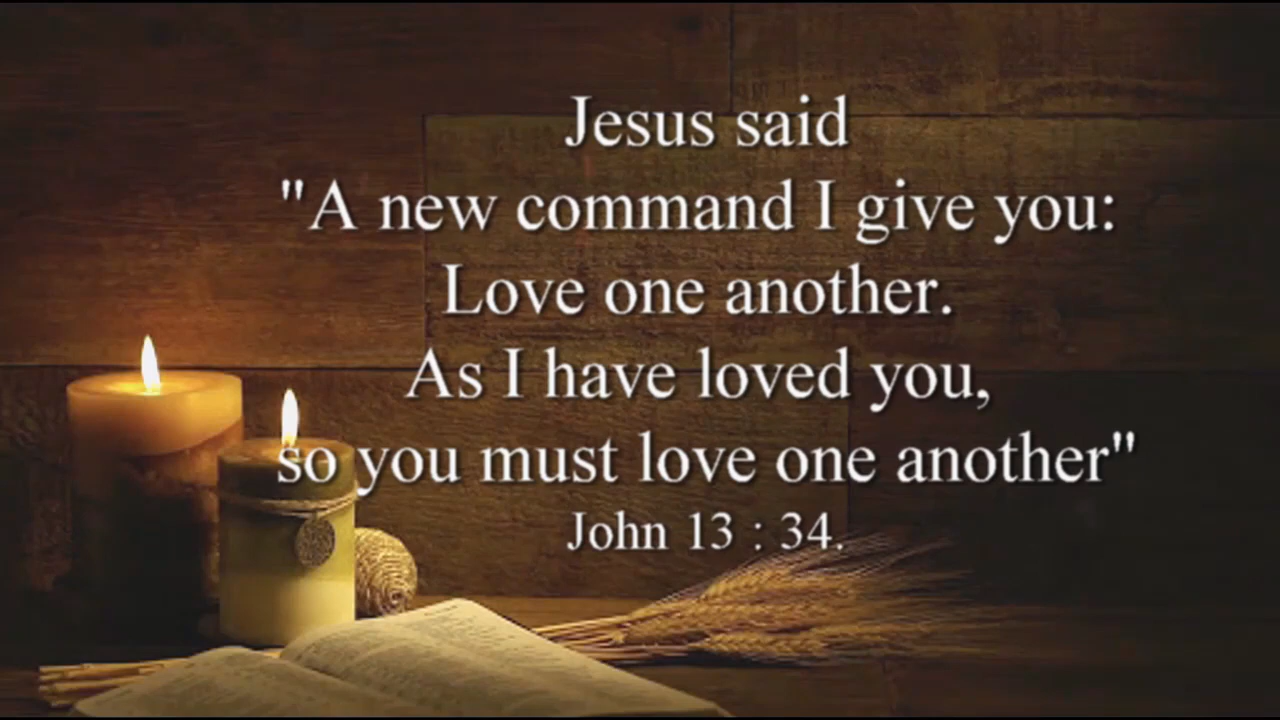 Jesus said
"A new command I give you:
Love one another.
As I have loved you,
so you must love one another"
John 13 : 34.